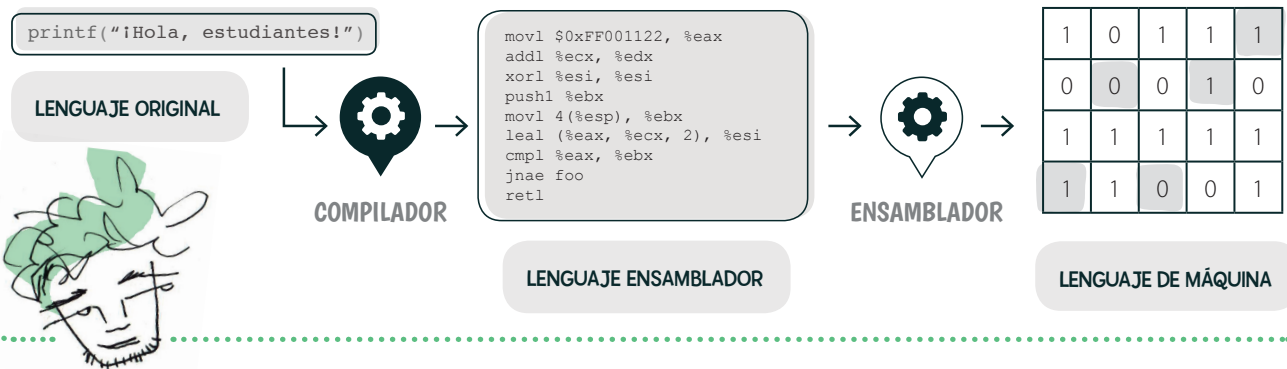 printf("¡Hola, estudiantes!")
LENGUAJE ORIGINAL
COMPILADOR
movl $0xFF001122, %eax
addl %ecx, %edx
xorl %esi, %esi
pushl %ebx
movl 4(%esp), %ebx
leal (%eax, %ecx, 2), %esi
cmpl %eax, %ebx
jnae foo
retl
LENGUAJE ENSAMBLADOR
ENSAMBLADOR
1 0 1 1 1
0 0 0 1 0
1 1 1 1 1
1 1 0 0 1
LENGUAJE DE MÁQUINA